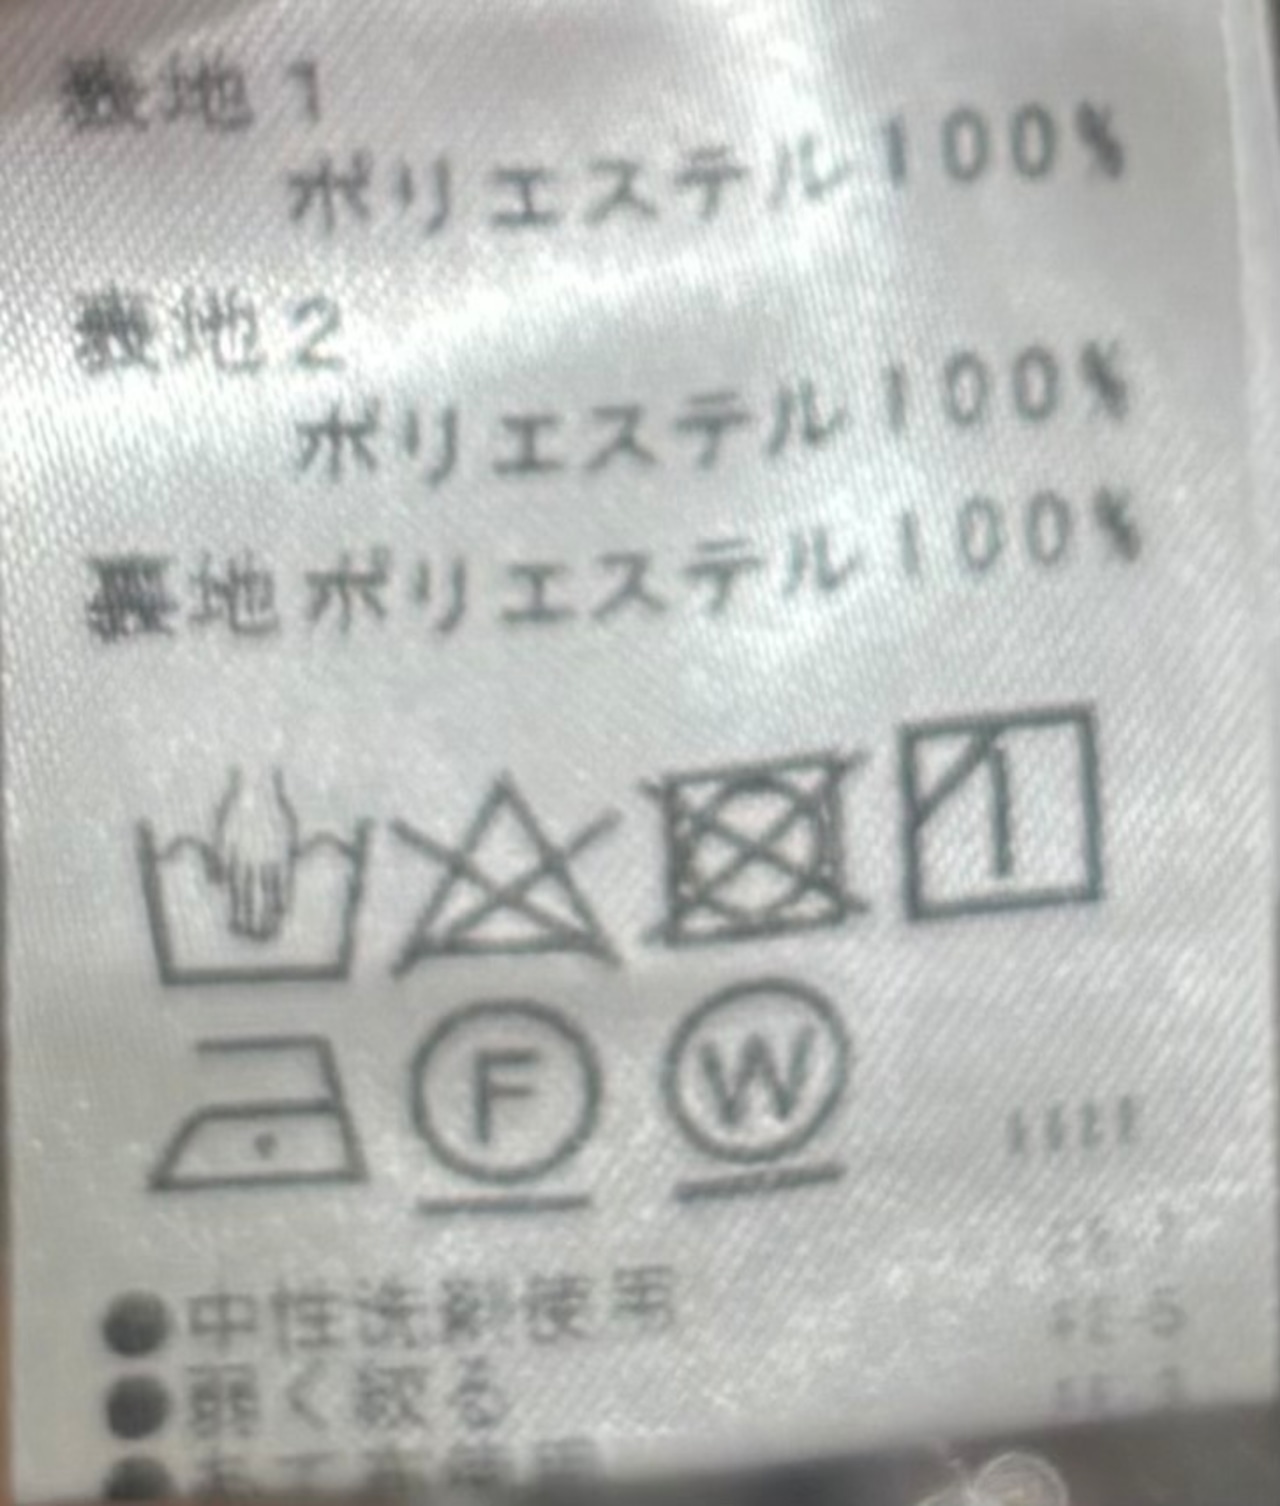 表地1
ポリエステル100%
表地2
ポリエステル100%
裏地 ポリエステル100%
F
W
●中性洗剤使用
●弱く絞る